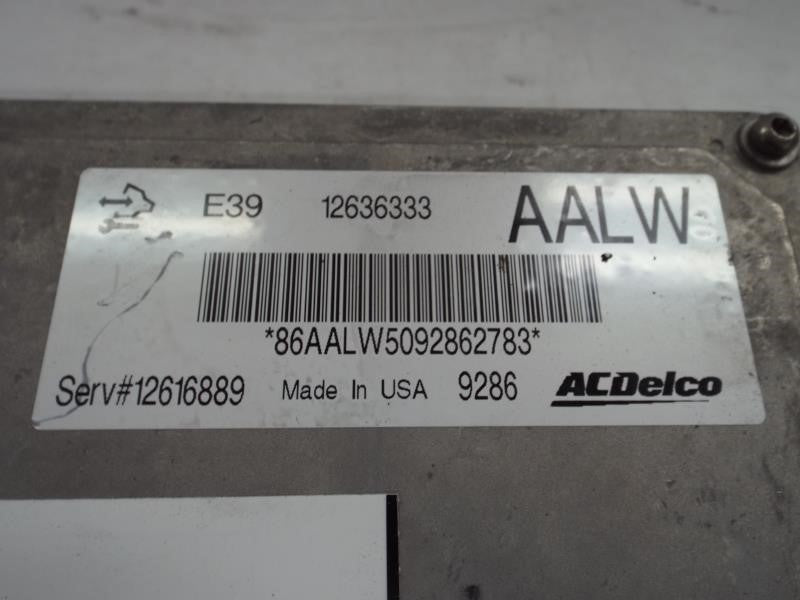 E39 12636333 AALW
*86AALW5092862783*
Serv#12616889 Made In USA 9286 ACDelco